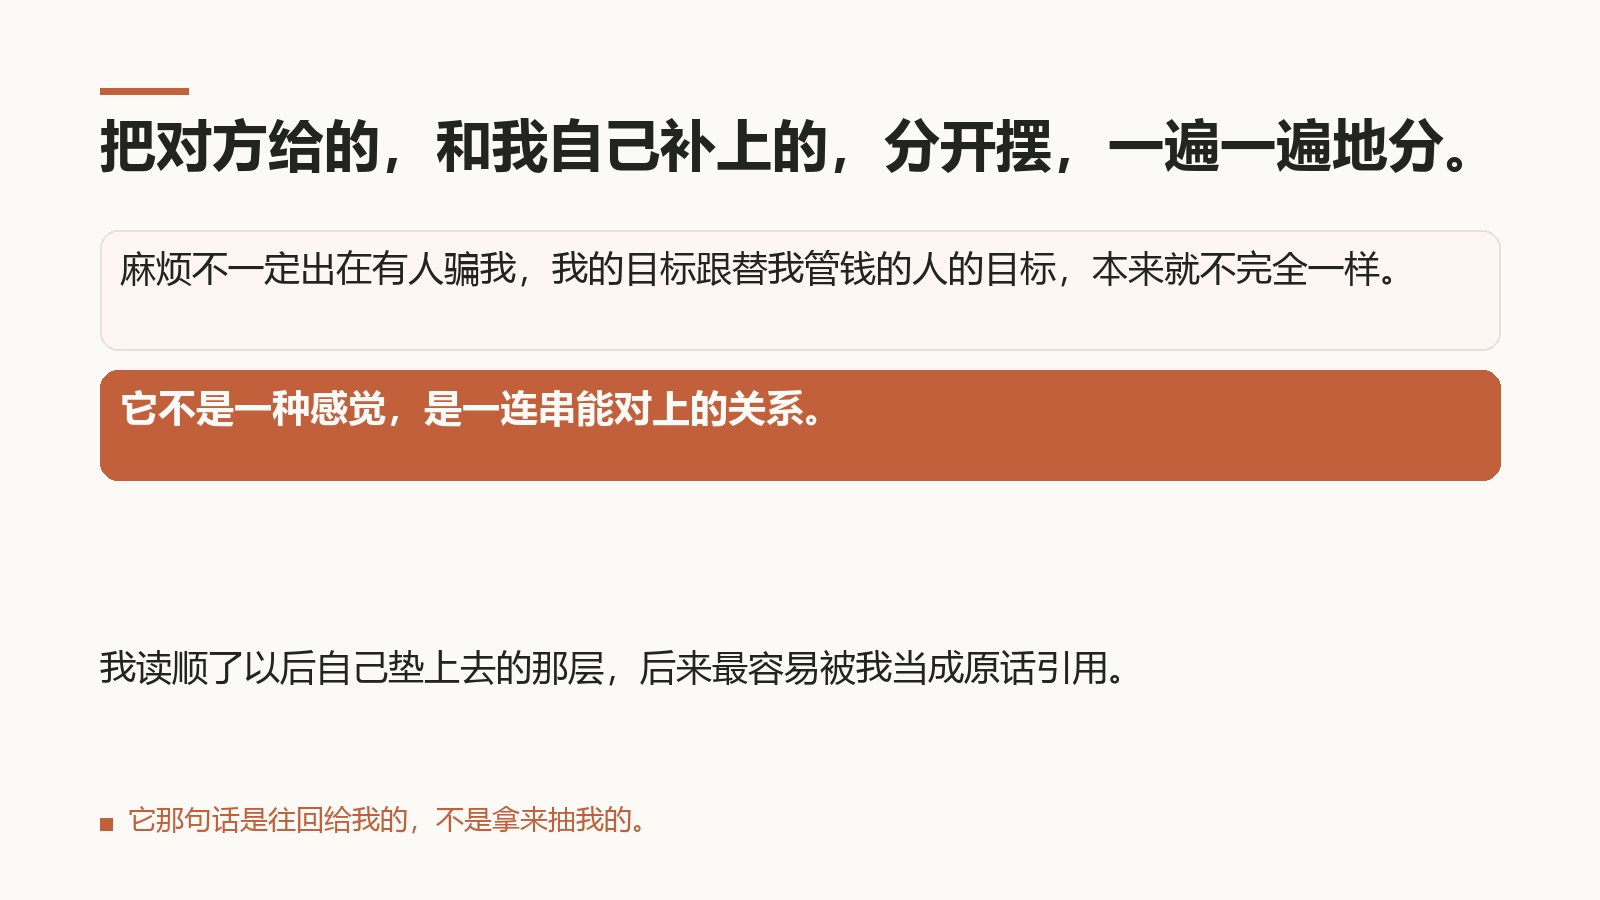 把对方给的，和我自己补上的，分开摆，一遍一遍地分。
麻烦不一定出在有人骗我，我的目标跟替我管钱的人的目标，本来就不完全一样。
它不是一种感觉，是一连串能对上的关系。
我读顺了以后自己垫上去的那层，后来最容易被我当成原话引用。
它那句话是往回给我的，不是拿来抽我的。